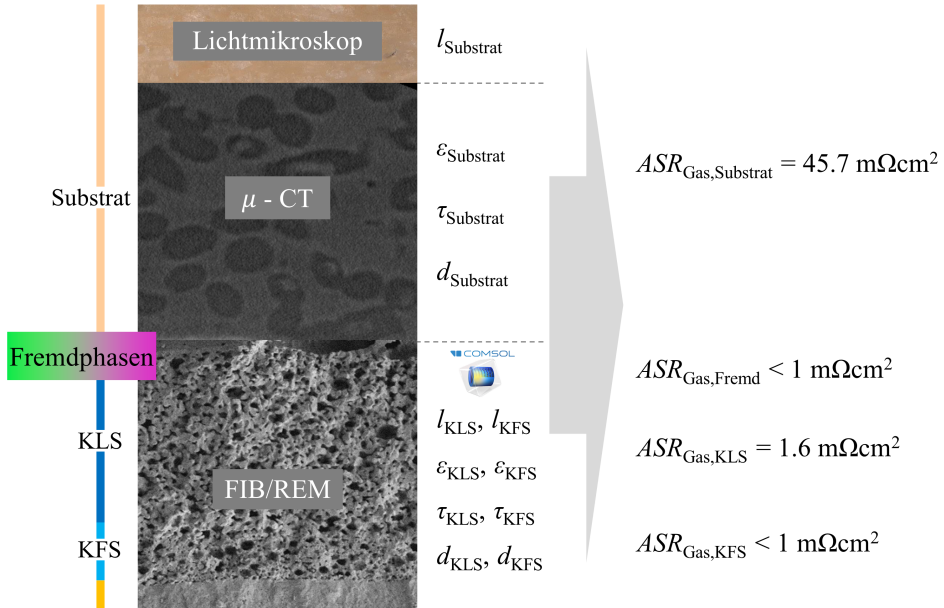 Lichtmikroskop
l_Substrat
ε_Substrat
ASR_Gas,Substrat = 45.7 mΩcm²
Substrat
μ - CT
τ_Substrat
d_Substrat
Fremdphasen
COMSOL
ASR_Gas,Fremd < 1 mΩcm²
l_KLS, l_KFS
KLS
ASR_Gas,KLS = 1.6 mΩcm²
ε_KLS, ε_KFS
FIB/REM
τ_KLS, τ_KFS
KFS
ASR_Gas,KFS < 1 mΩcm²
d_KLS, d_KFS